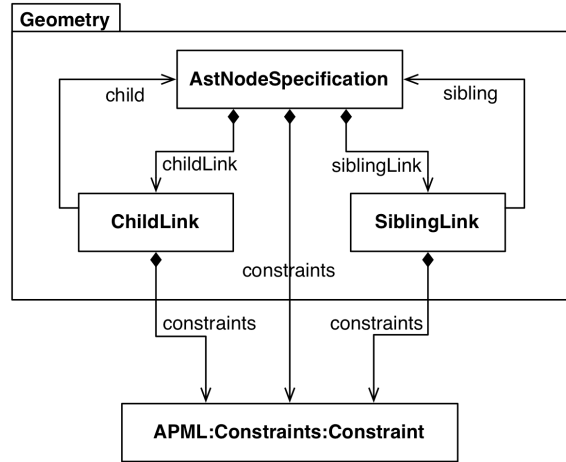 Geometry
AstNodeSpecification
child
sibling
childLink
siblingLink
ChildLink
SiblingLink
constraints
constraints
constraints
APML:Constraints:Constraint